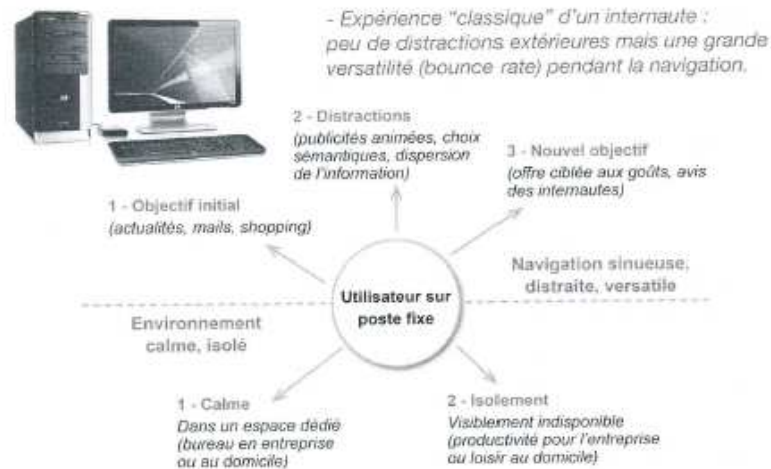 - Expérience "classique" d'un internaute :
peu de distractions extérieures mais une grande
versatilité (bounce rate) pendant la navigation.
2 - Distractions
(publicités animées, choix
sémantiques, dispersion
de l'information)
3 - Nouvel objectif
(offre ciblée aux goûts, avis
des internautes)
1 - Objectif initial
(actualités, mails, shopping)
Navigation sinueuse,
distraite, versatile
Utilisateur sur
poste fixe
Environnement
calme, isolé
1 - Calme
Dans un espace dédié
(bureau en entreprise
ou au domicile)
2 - Isolement
Visiblement indisponible
(productivité pour l'entreprise
ou loisir au domicile)